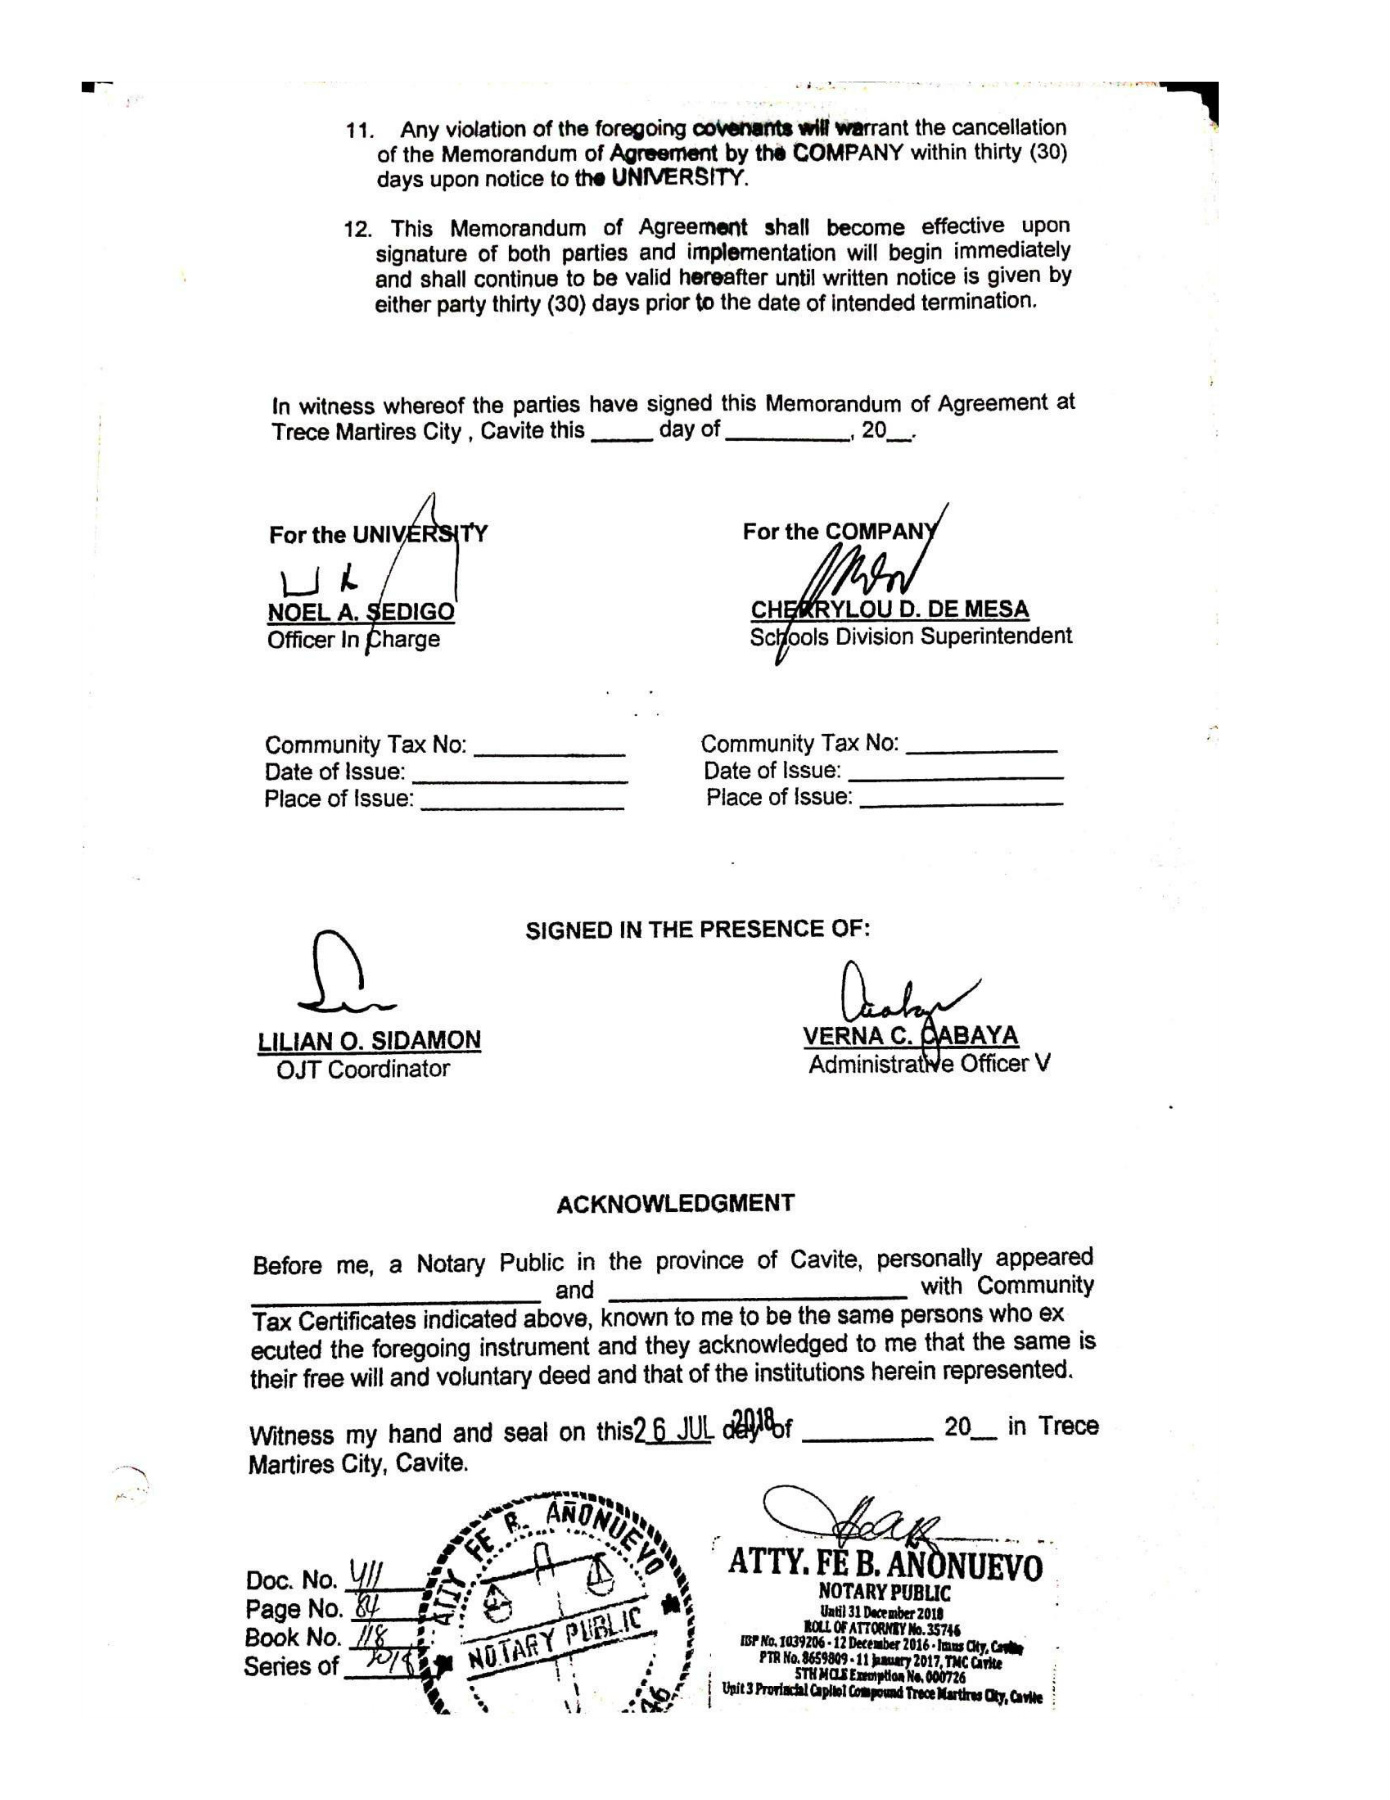 11. Any violation of the foregoing covenants will warrant the cancellation
of the Memorandum of Agreement by the COMPANY within thirty (30)
days upon notice to the UNIVERSITY.
12. This Memorandum of Agreement shall become effective upon
signature of both parties and implementation will begin immediately
and shall continue to be valid hereafter until written notice is given by
either party thirty (30) days prior to the date of intended termination.
In witness whereof the parties have signed this Memorandum of Agreement at
Trece Martires City , Cavite this _____ day of __________, 20__.
For the UNIVERSITY
For the COMPANY
NOEL A. SEDIGO
CHERRYLOU D. DE MESA
Officer In Charge
Schools Division Superintendent
Community Tax No: ____________
Community Tax No: ____________
Date of Issue: _________________
Date of Issue: _________________
Place of Issue: ________________
Place of Issue: ________________
SIGNED IN THE PRESENCE OF:
LILIAN O. SIDAMON
VERNA C. CABAYA
OJT Coordinator
Administrative Officer V
ACKNOWLEDGMENT
Before me, a Notary Public in the province of Cavite, personally appeared
_______________________ and ________________________ with Community
Tax Certificates indicated above, known to me to be the same persons who ex
ecuted the foregoing instrument and they acknowledged to me that the same is
their free will and voluntary deed and that of the institutions herein represented.
Witness my hand and seal on this 26 JUL 2018 day of __________ 20__ in Trece
Martires City, Cavite.
Doc. No. 411
Page No. 84
Book No. 118
Series of 2018
ATTY FE B. AÑONUEVO
NOTARY PUBLIC
ATTY. FE B. AÑONUEVO
NOTARY PUBLIC
Until 31 December 2018
ROLL OF ATTORNEY No. 35746
IBP No. 1039206 - 12 December 2016 - Imus City, Cavite
PTR No. 8659809 - 11 January 2017, TMC Cavite
5TH MCLE Exemption No. 000726
Unit 3 Provincial Capitol Compound Trece Martires City, Cavite